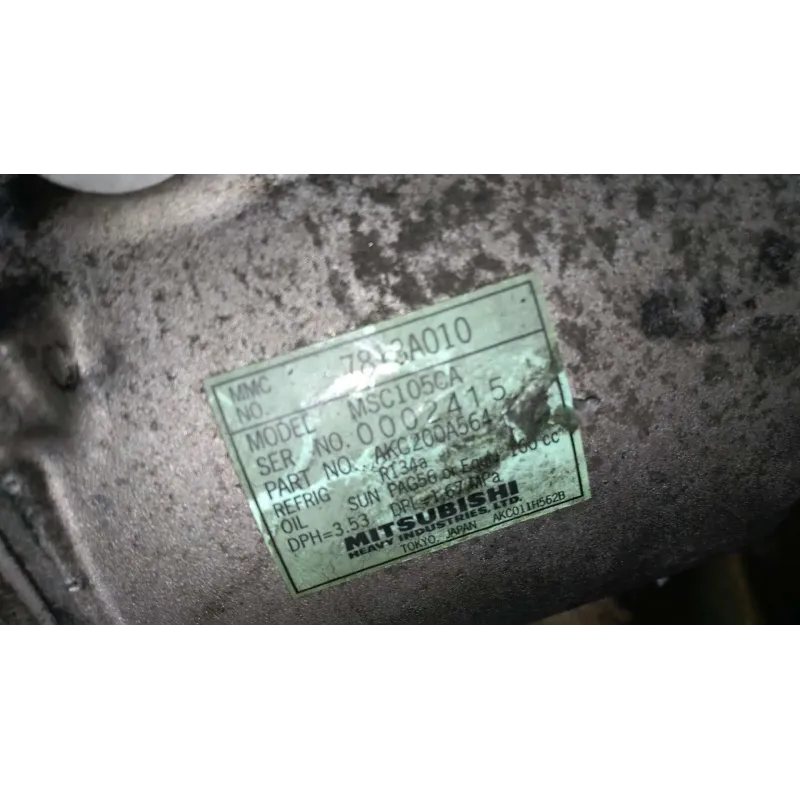 MMC NO. 7813A010
MODEL MSC105CA
SER NO. 0002415
PART NO. AKC200A564
REFRIG R134a
OIL SUN PAG56 or Equiv. 100 cc
DPH=3.53 DPL=1.67 MPa
MITSUBISHI
HEAVY INDUSTRIES, LTD.
TOKYO, JAPAN AKC011H562B